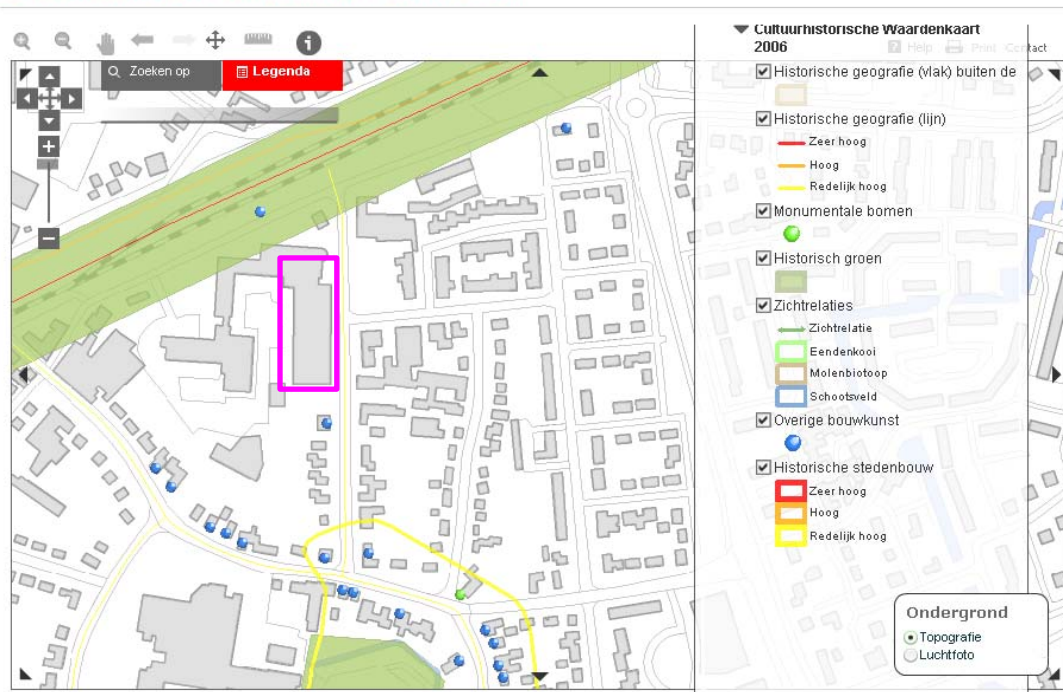 Zoeken op
Legenda
Cultuurhistorische Waardenkaart
2006
Help Print Contact
Historische geografie (vlak) buiten de
Historische geografie (lijn)
Zeer hoog
Hoog
Redelijk hoog
Monumentale bomen
Historisch groen
Zichtrelaties
Zichtrelatie
Eendenkooi
Molenbiotoop
Schootsveld
Overige bouwkunst
Historische stedenbouw
Zeer hoog
Hoog
Redelijk hoog
Ondergrond
Topografie
Luchtfoto